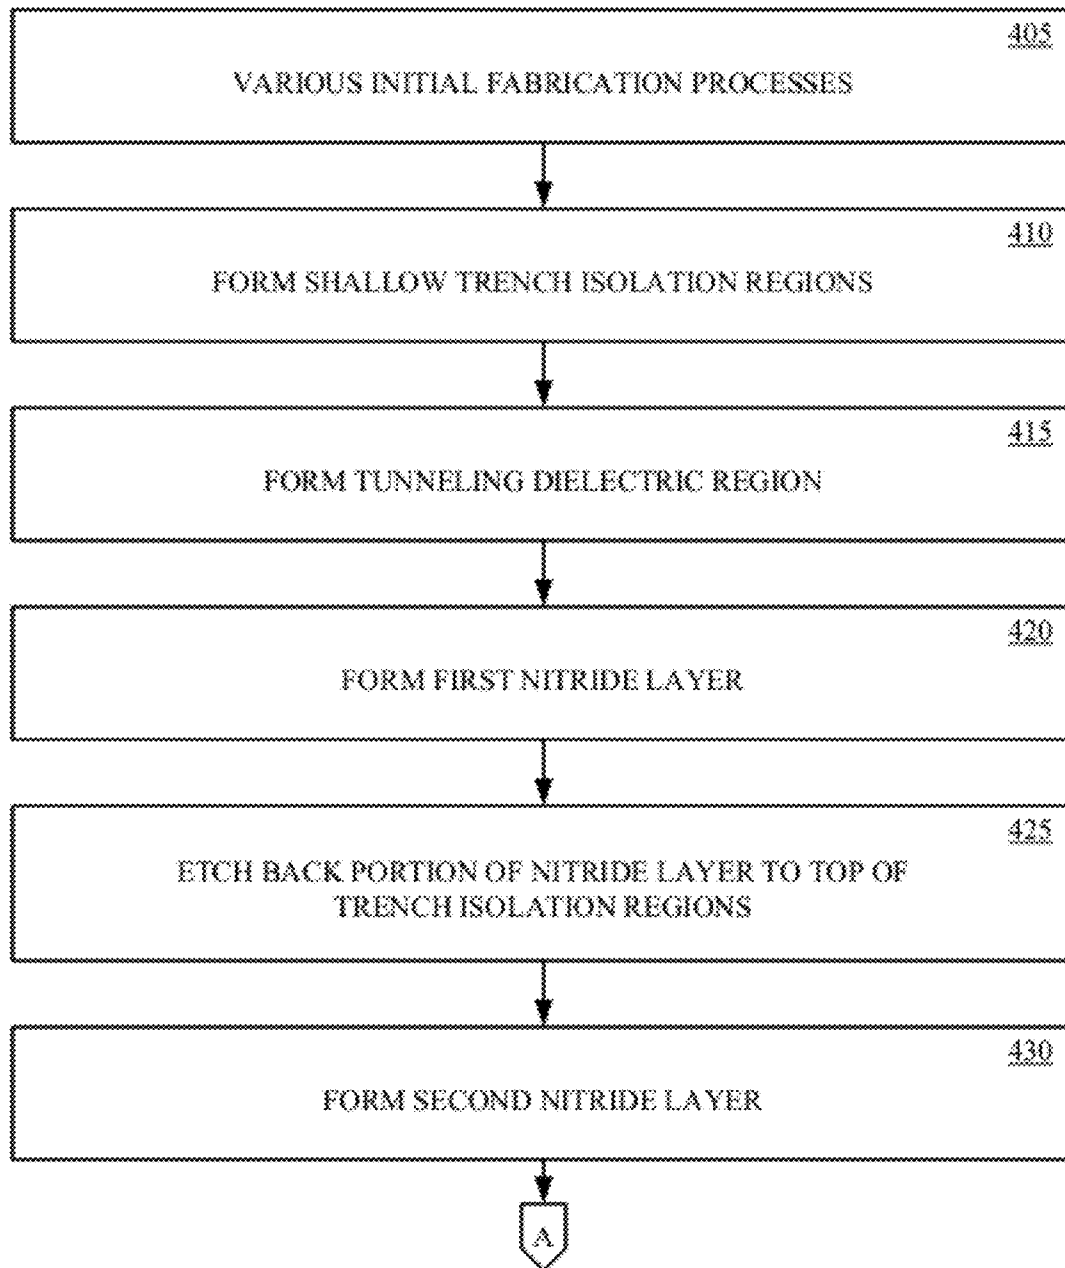 405
VARIOUS INITIAL FABRICATION PROCESSES
410
FORM SHALLOW TRENCH ISOLATION REGIONS
415
FORM TUNNELING DIELECTRIC REGION
420
FORM FIRST NITRIDE LAYER
425
ETCH BACK PORTION OF NITRIDE LAYER TO TOP OF
TRENCH ISOLATION REGIONS
430
FORM SECOND NITRIDE LAYER
A